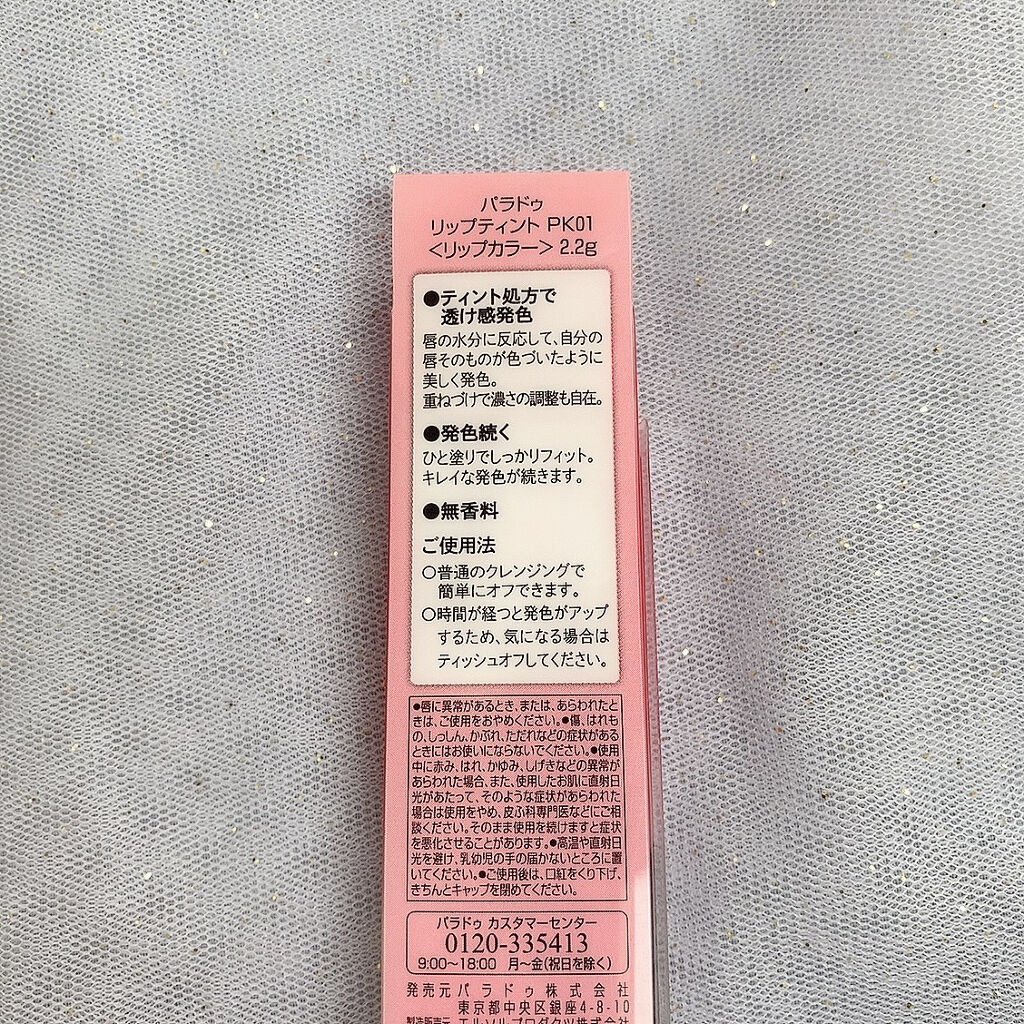 パラドゥ
リップティント PK01
<リップカラー> 2.2g
●ティント処方で
透け感発色
唇の水分に反応して、自分の
唇そのものが色づいたように
美しく発色。
重ねづけで濃さの調整も自在。
●発色続く
ひと塗りでしっかりフィット。
キレイな発色が続きます。
●無香料
ご使用法
○普通のクレンジングで
簡単にオフできます。
○時間が経つと発色がアップ
するため、気になる場合は
ティッシュオフしてください。
●唇に異常があるとき、または、あらわれたと
きは、ご使用をおやめください。●傷、はれも
の、しっしん、かぶれ、ただれなどの症状がある
ときにはお使いにならないでください。●使用
中に赤み、はれ、かゆみ、しげきなどの異常が
あらわれた場合、また、使用したお肌に直射日
光があたって、そのような症状があらわれた
場合は使用をやめ、皮ふ科専門医などにご相
談ください。そのまま使用を続けますと症状
を悪化させることがあります。●高温や直射日
光を避け、乳幼児の手の届かないところに置
いてください。●ご使用後は、口紅をくり下げ、
きちんとキャップを閉めてください。
パラドゥ カスタマーセンター
0120-335413
9:00〜18:00 月〜金(祝日を除く)
発売元 パラドゥ株式会社
東京都中央区銀座4-8-10
製造販売元 エルソルプロダクツ株式会社